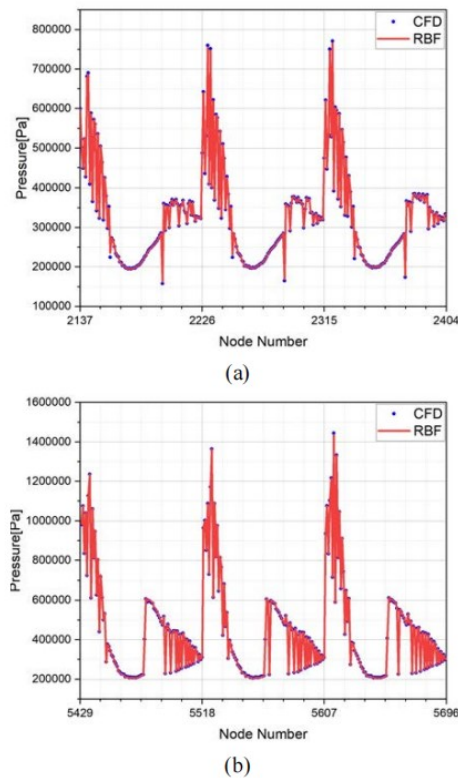 800000
700000
600000
500000
400000
300000
200000
100000
Pressure[Pa]
CFD
RBF
2137
2226
2315
2404
Node Number
(a)
1600000
1400000
1200000
1000000
800000
600000
400000
200000
Pressure[Pa]
CFD
RBF
5429
5518
5607
5696
Node Number
(b)